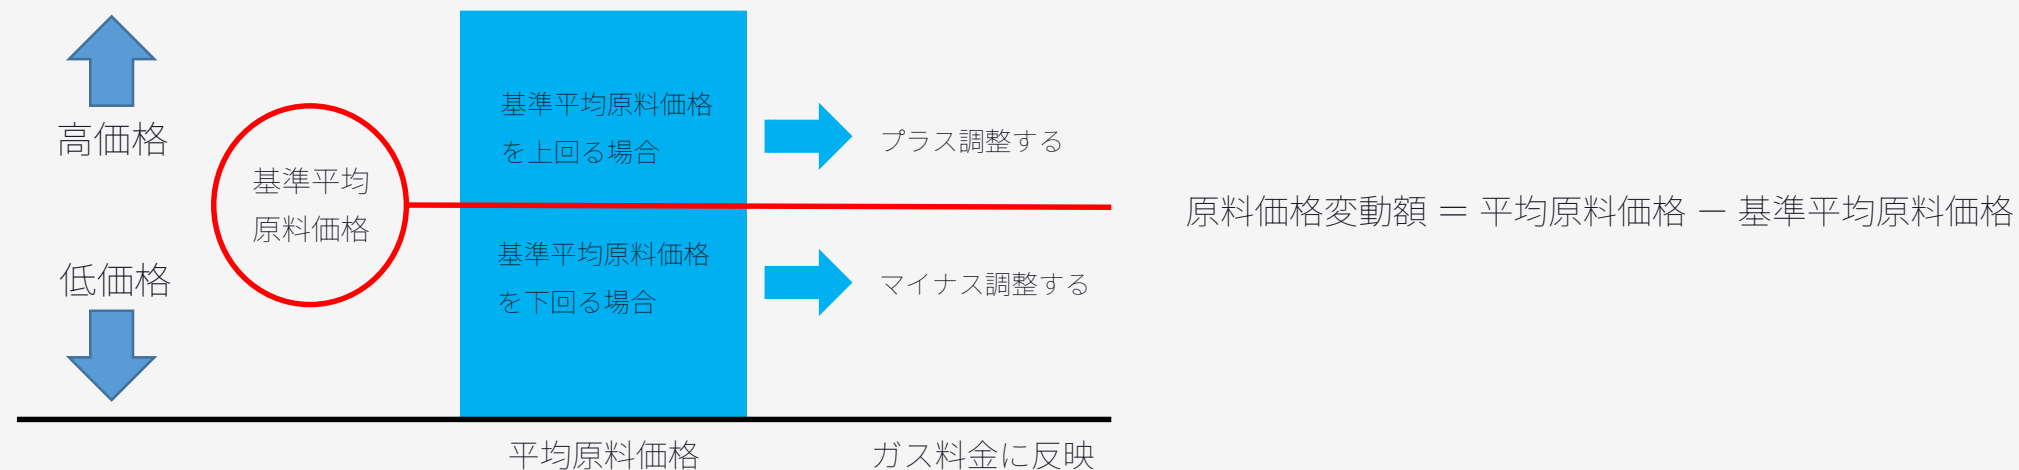 高価格
低価格
基準平均
原料価格
基準平均原料価格
を上回る場合
プラス調整する
基準平均原料価格
を下回る場合
マイナス調整する
平均原料価格
ガス料金に反映
原料価格変動額 = 平均原料価格 − 基準平均原料価格